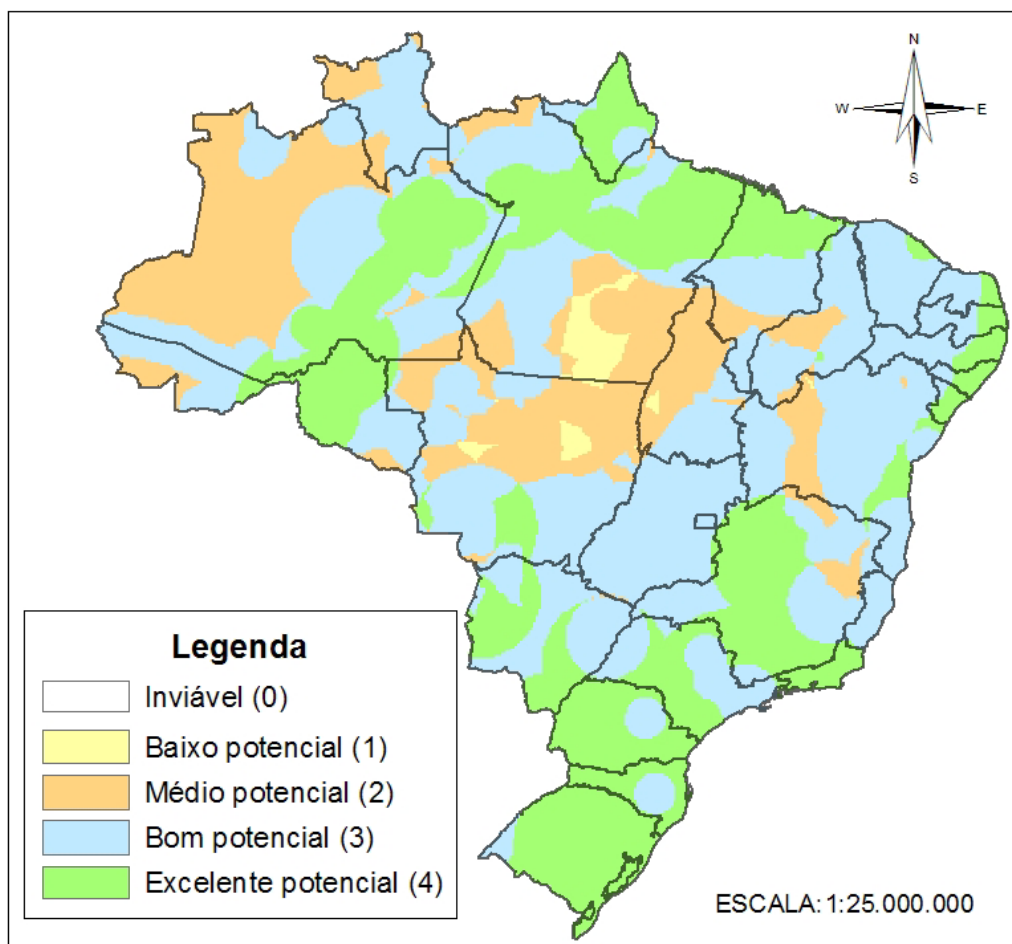 N
W
E
S
Legenda
Inviável (0)
Baixo potencial (1)
Médio potencial (2)
Bom potencial (3)
Excelente potencial (4)
ESCALA: 1:25.000.000